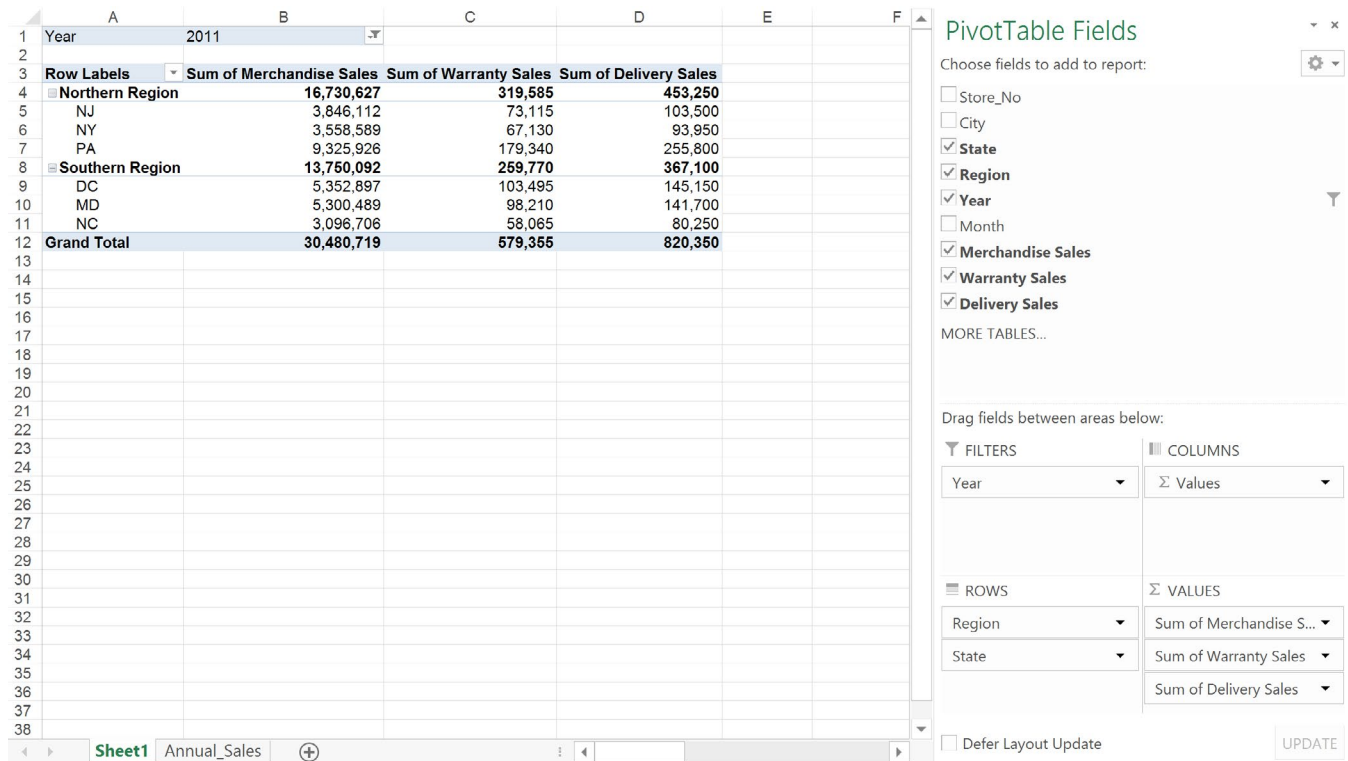 A B C D E F
1 Year 2011
2
3 Row Labels Sum of Merchandise Sales Sum of Warranty Sales Sum of Delivery Sales
4 Northern Region 16,730,627 319,585 453,250
5 NJ 3,846,112 73,115 103,500
6 NY 3,558,589 67,130 93,950
7 PA 9,325,926 179,340 255,800
8 Southern Region 13,750,092 259,770 367,100
9 DC 5,352,897 103,495 145,150
10 MD 5,300,489 98,210 141,700
11 NC 3,096,706 58,065 80,250
12 Grand Total 30,480,719 579,355 820,350
13
14
15
16
17
18
19
20
21
22
23
24
25
26
27
28
29
30
31
32
33
34
35
36
37
38
Sheet1 Annual_Sales
PivotTable Fields
Choose fields to add to report:
Store_No
City
State
Region
Year
Month
Merchandise Sales
Warranty Sales
Delivery Sales
MORE TABLES...
Drag fields between areas below:
FILTERS
Year
COLUMNS
Σ Values
ROWS
Region
State
Σ VALUES
Sum of Merchandise S...
Sum of Warranty Sales
Sum of Delivery Sales
Defer Layout Update
UPDATE